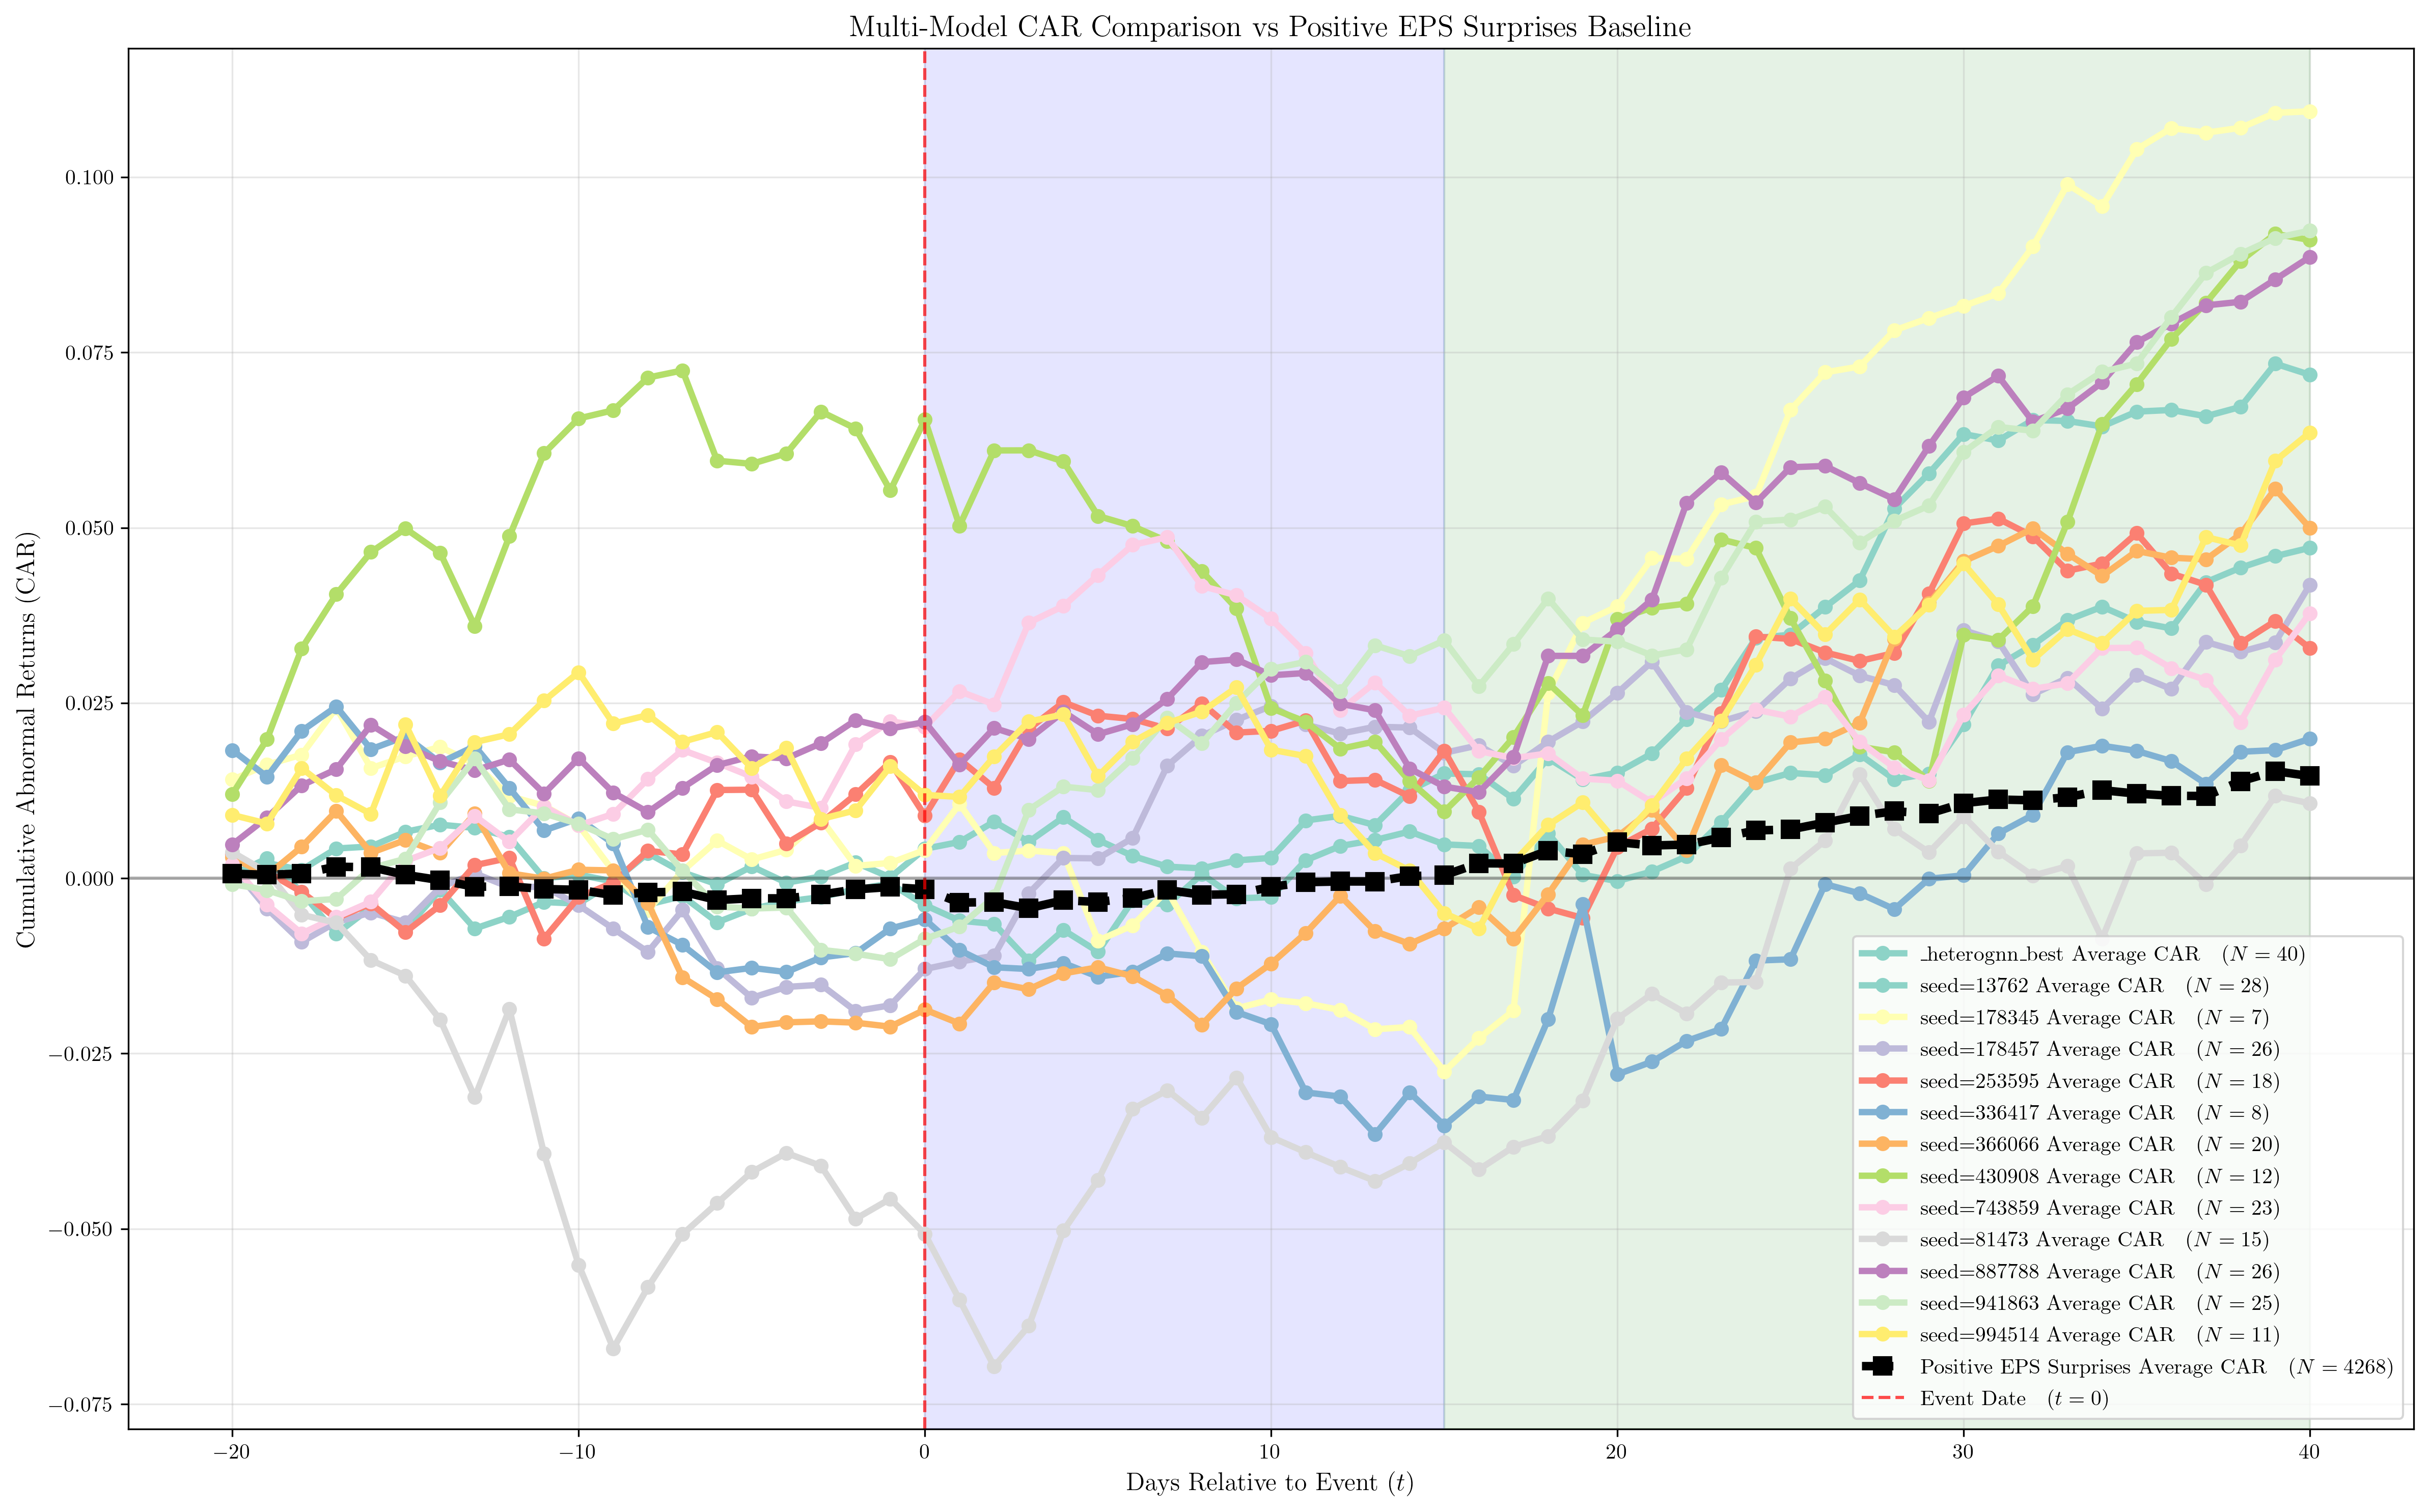 Multi-Model CAR Comparison vs Positive EPS Surprises Baseline
Cumulative Abnormal Returns (CAR)
0.100
0.075
0.050
0.025
0.000
−0.025
−0.050
−0.075
_heterognn_best Average CAR (N = 40)
seed=13762 Average CAR (N = 28)
seed=178345 Average CAR (N = 7)
seed=178457 Average CAR (N = 26)
seed=253595 Average CAR (N = 18)
seed=336417 Average CAR (N = 8)
seed=366066 Average CAR (N = 20)
seed=430908 Average CAR (N = 12)
seed=743859 Average CAR (N = 23)
seed=81473 Average CAR (N = 15)
seed=887788 Average CAR (N = 26)
seed=941863 Average CAR (N = 25)
seed=994514 Average CAR (N = 11)
Positive EPS Surprises Average CAR (N = 4268)
Event Date (t = 0)
−20 −10 0 10 20 30 40
Days Relative to Event (t)